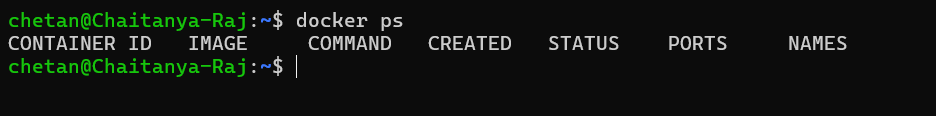 chetan@Chaitanya-Raj:~$ docker ps
CONTAINER ID   IMAGE     COMMAND   CREATED   STATUS    PORTS     NAMES
chetan@Chaitanya-Raj:~$